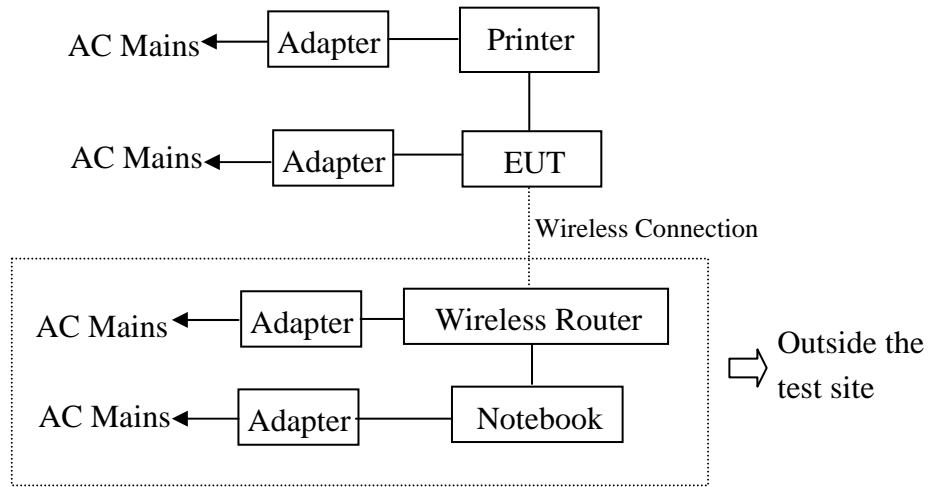 AC Mains Adapter Printer
AC Mains Adapter EUT
Wireless Connection
AC Mains Adapter Wireless Router
AC Mains Adapter Notebook
Outside the
test site